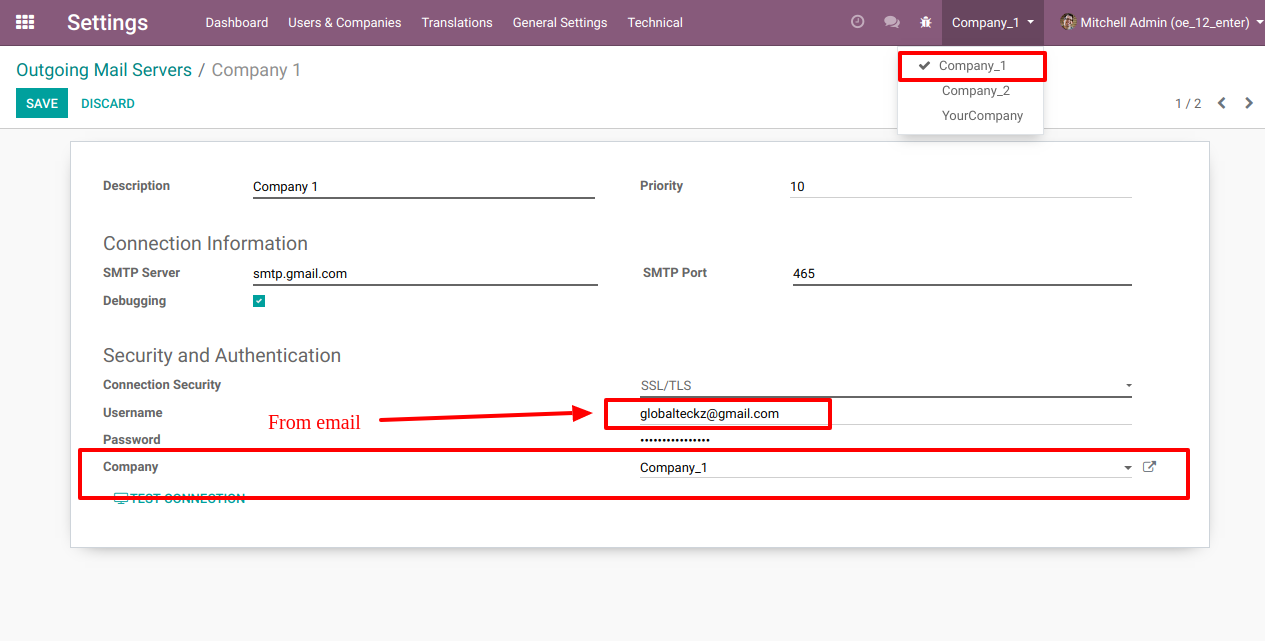 Settings Dashboard Users & Companies Translations General Settings Technical Company_1 Mitchell Admin (oe_12_enter)
Outgoing Mail Servers / Company 1
Company_1
Company_2
YourCompany
SAVE DISCARD
1 / 2
Description Company 1 Priority 10
Connection Information
SMTP Server smtp.gmail.com SMTP Port 465
Debugging
Security and Authentication
Connection Security SSL/TLS
Username globalteckz@gmail.com
From email
Password ••••••••••••••••
Company Company_1
TEST CONNECTION